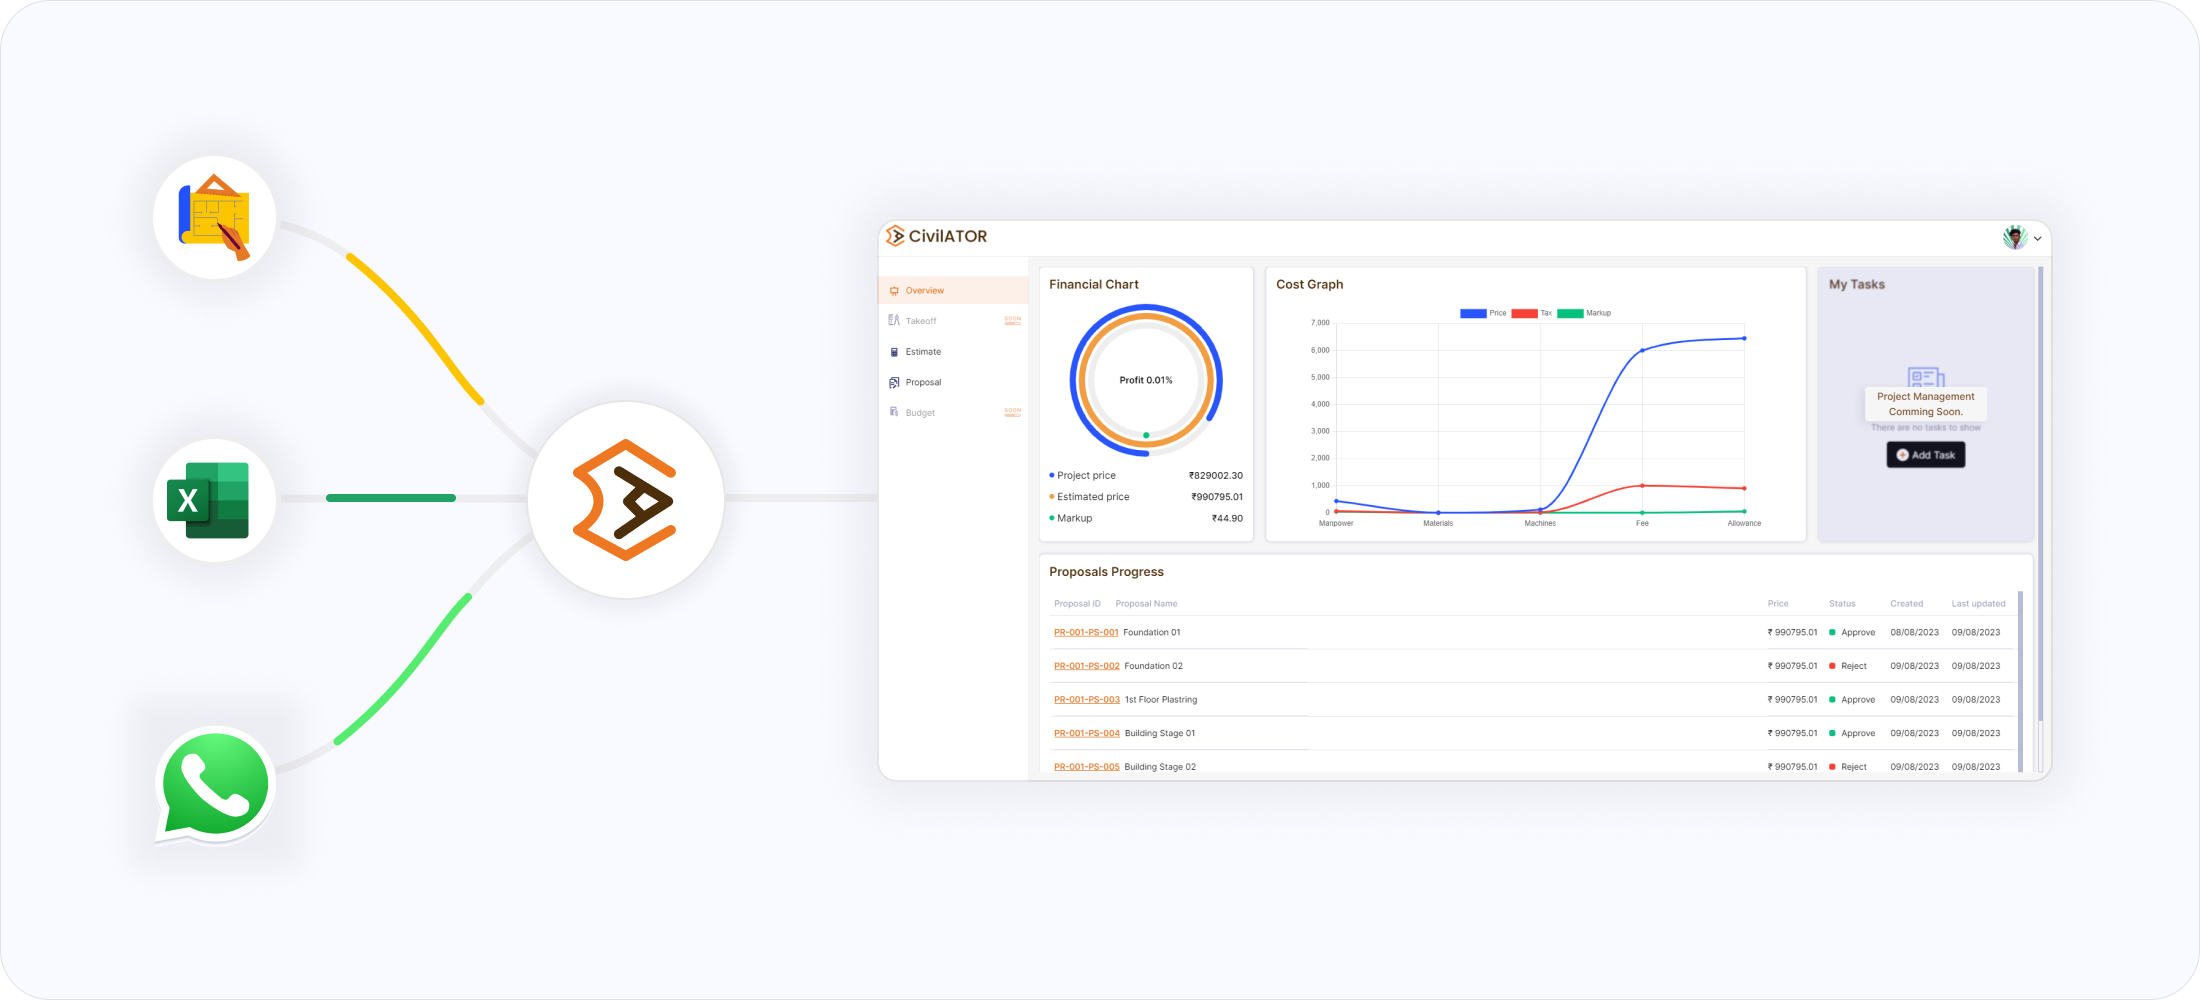 X
CivilATOR
Overview
Takeoff
SOON
Estimate
Proposal
Budget
SOON
Financial Chart
Profit 0.01%
Project price ₹829002.30
Estimated price ₹990795.01
Markup ₹44.90
Cost Graph
Price Tax Markup
7,000
6,000
5,000
4,000
3,000
2,000
1,000
0
Manpower Materials Machines Fee Allowance
My Tasks
Project Management
Comming Soon.
There are no tasks to show
Add Task
Proposals Progress
Proposal ID Proposal Name Price Status Created Last updated
PR-001-PS-001 Foundation 01 ₹ 990795.01 Approve 08/08/2023 09/08/2023
PR-001-PS-002 Foundation 02 ₹ 990795.01 Reject 09/08/2023 09/08/2023
PR-001-PS-003 1st Floor Plastring ₹ 990795.01 Approve 09/08/2023 09/08/2023
PR-001-PS-004 Building Stage 01 ₹ 990795.01 Approve 09/08/2023 09/08/2023
PR-001-PS-005 Building Stage 02 ₹ 990795.01 Reject 09/08/2023 09/08/2023